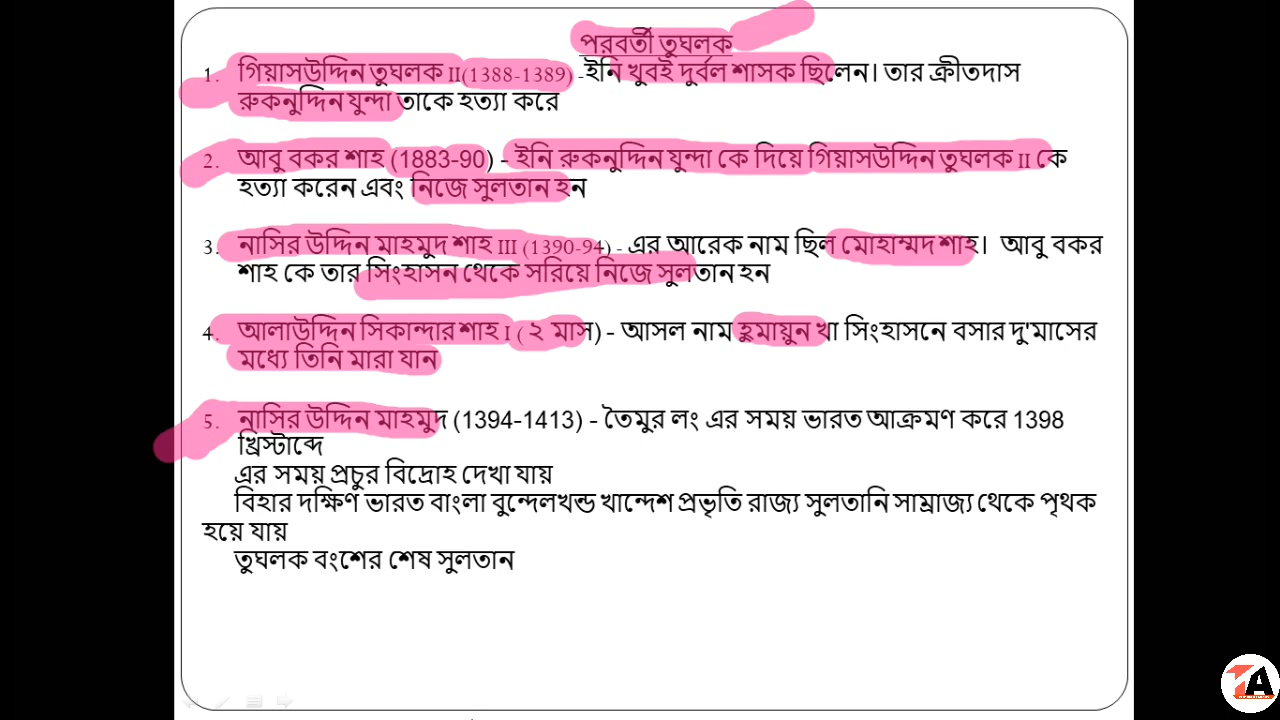 পরবর্তী তুঘলক
1. গিয়াসউদ্দিন তুঘলক II(1388-1389) -ইনি খুবই দুর্বল শাসক ছিলেন। তার ক্রীতদাস
রুকনুদ্দিন যুন্দা তাকে হত্যা করে
2. আবু বকর শাহ (1883-90) - ইনি রুকনুদ্দিন যুন্দা কে দিয়ে গিয়াসউদ্দিন তুঘলক II কে
হত্যা করেন এবং নিজে সুলতান হন
3. নাসির উদ্দিন মাহমুদ শাহ III (1390-94) - এর আরেক নাম ছিল মোহাম্মদ শাহ। আবু বকর
শাহ কে তার সিংহাসন থেকে সরিয়ে নিজে সুলতান হন
4. আলাউদ্দিন সিকান্দার শাহ I ( ২ মাস) - আসল নাম হুমায়ুন খা সিংহাসনে বসার দু'মাসের
মধ্যে তিনি মারা যান
5. নাসির উদ্দিন মাহমুদ (1394-1413) - তৈমুর লং এর সময় ভারত আক্রমণ করে 1398
খ্রিস্টাব্দে
এর সময় প্রচুর বিদ্রোহ দেখা যায়
বিহার দক্ষিণ ভারত বাংলা বুন্দেলখন্ড খান্দেশ প্রভৃতি রাজ্য সুলতানি সাম্রাজ্য থেকে পৃথক
হয়ে যায়
তুঘলক বংশের শেষ সুলতান